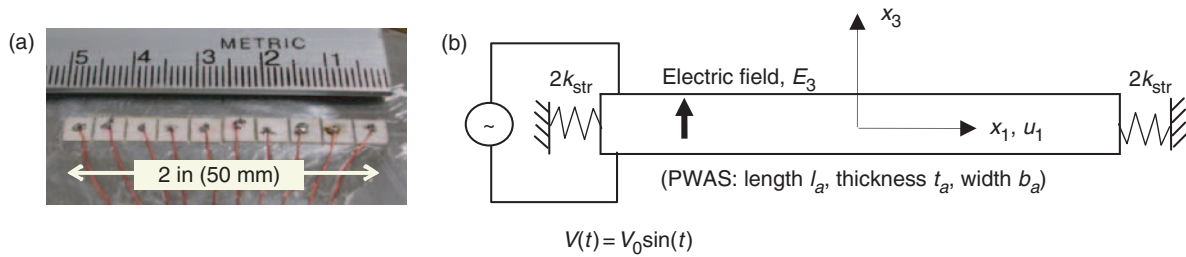 (a)
METRIC
5 4 3 2 1
2 in (50 mm)
(b)
x₃
2kstr
Electric field, E₃
2kstr
~
x₁, u₁
(PWAS: length lₐ, thickness tₐ, width bₐ)
V(t) = V₀sin(t)